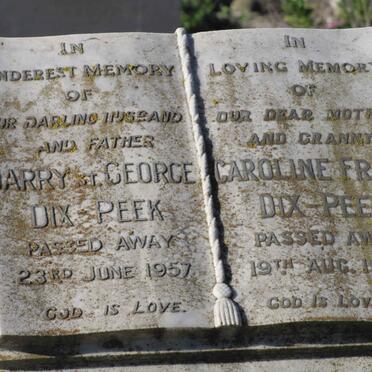 IN
TENDEREST MEMORY
OF
OUR DARLING HUSBAND
AND FATHER
HARRY ST. GEORGE
DIX-PEEK
PASSED AWAY
23RD JUNE 1957.
GOD IS LOVE.
IN
LOVING MEMORY
OF
OUR DEAR MOTHER
AND GRANNY
CAROLINE
DIX-PEEK
PASSED AWAY
19TH AUG.
GOD IS LOVE